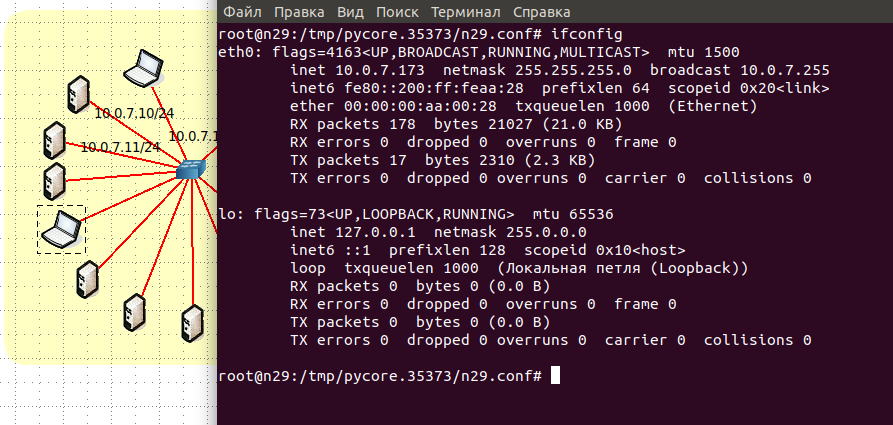 Файл Правка Вид Поиск Терминал Справка
root@n29:/tmp/pycore.35373/n29.conf# ifconfig
eth0: flags=4163<UP,BROADCAST,RUNNING,MULTICAST>  mtu 1500
        inet 10.0.7.173  netmask 255.255.255.0  broadcast 10.0.7.255
        inet6 fe80::200:ff:feaa:28  prefixlen 64  scopeid 0x20<link>
        ether 00:00:00:aa:00:28  txqueuelen 1000  (Ethernet)
        RX packets 178  bytes 21027 (21.0 KB)
        RX errors 0  dropped 0  overruns 0  frame 0
        TX packets 17  bytes 2310 (2.3 KB)
        TX errors 0  dropped 0 overruns 0  carrier 0  collisions 0
lo: flags=73<UP,LOOPBACK,RUNNING>  mtu 65536
        inet 127.0.0.1  netmask 255.0.0.0
        inet6 ::1  prefixlen 128  scopeid 0x10<host>
        loop  txqueuelen 1000  (Локальная петля (Loopback))
        RX packets 0  bytes 0 (0.0 B)
        RX errors 0  dropped 0  overruns 0  frame 0
        TX packets 0  bytes 0 (0.0 B)
        TX errors 0  dropped 0 overruns 0  carrier 0  collisions 0
root@n29:/tmp/pycore.35373/n29.conf#
10.0.7.10/24
10.0.7.11/24